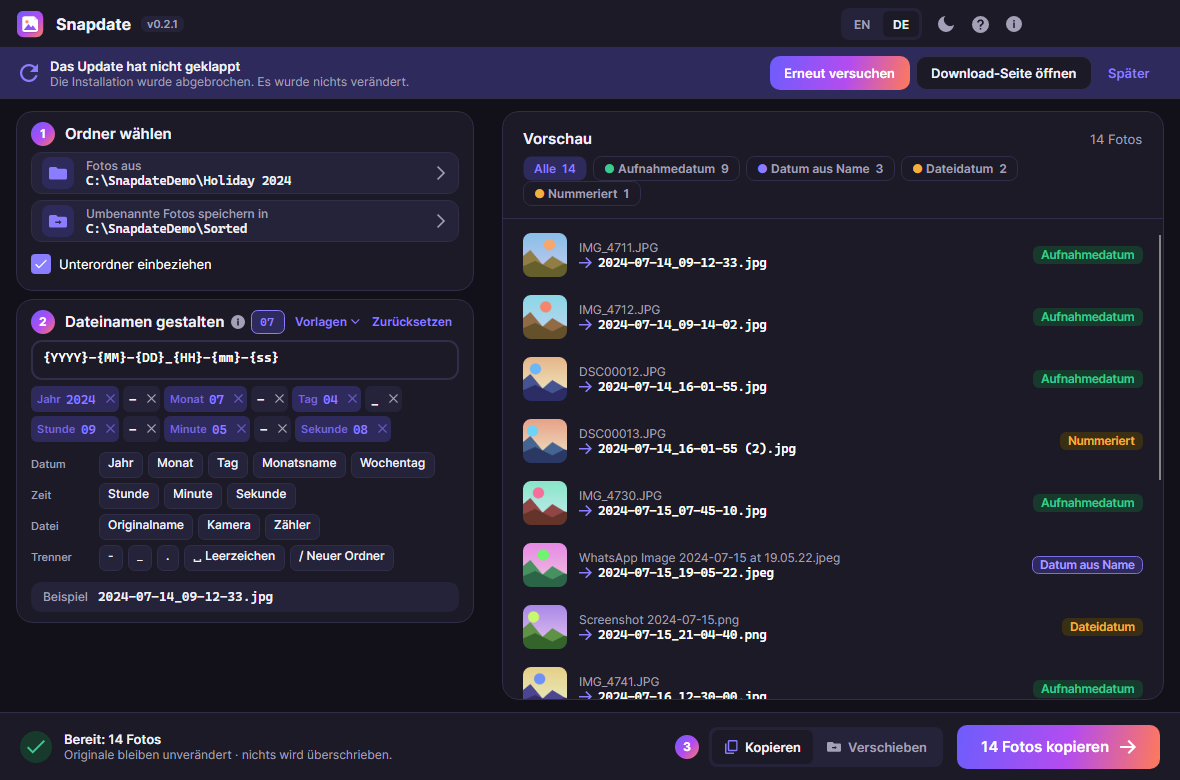 Snapdate v0.2.1 EN DE
Das Update hat nicht geklappt
Die Installation wurde abgebrochen. Es wurde nichts verändert.
Erneut versuchen Download-Seite öffnen Später
1 Ordner wählen
Fotos aus
C:\SnapdateDemo\Holiday 2024
Umbenannte Fotos speichern in
C:\SnapdateDemo\Sorted
Unterordner einbeziehen
2 Dateinamen gestalten 07 Vorlagen Zurücksetzen
{YYYY}-{MM}-{DD}_{HH}-{mm}-{ss}
Jahr 2024 × - × Monat 07 × - × Tag 04 × _ ×
Stunde 09 × - × Minute 05 × - × Sekunde 08 ×
Datum Jahr Monat Tag Monatsname Wochentag
Zeit Stunde Minute Sekunde
Datei Originalname Kamera Zähler
Trenner - _ . ␣ Leerzeichen / Neuer Ordner
Beispiel 2024-07-14_09-12-33.jpg
Vorschau 14 Fotos
Alle 14 Aufnahmedatum 9 Datum aus Name 3 Dateidatum 2
Nummeriert 1
IMG_4711.JPG
→ 2024-07-14_09-12-33.jpg Aufnahmedatum
IMG_4712.JPG
→ 2024-07-14_09-14-02.jpg Aufnahmedatum
DSC00012.JPG
→ 2024-07-14_16-01-55.jpg Aufnahmedatum
DSC00013.JPG
→ 2024-07-14_16-01-55 (2).jpg Nummeriert
IMG_4730.JPG
→ 2024-07-15_07-45-10.jpg Aufnahmedatum
WhatsApp Image 2024-07-15 at 19.05.22.jpeg
→ 2024-07-15_19-05-22.jpeg Datum aus Name
Screenshot 2024-07-15.png
→ 2024-07-15_21-04-40.png Dateidatum
IMG_4741.JPG
→ 2024-07-16_12-30-00.jpg Aufnahmedatum
Bereit: 14 Fotos
Originale bleiben unverändert · nichts wird überschrieben.
3 Kopieren Verschieben 14 Fotos kopieren →